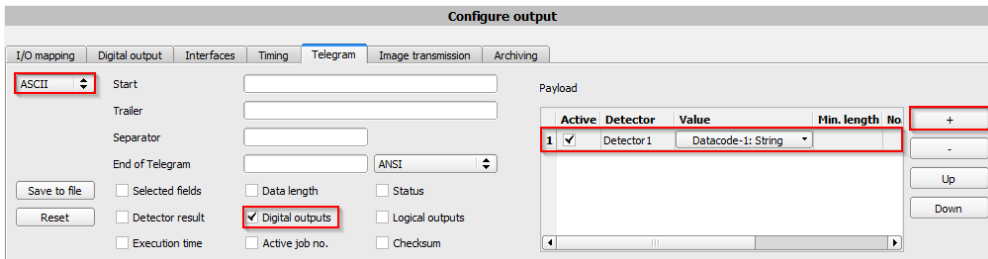 Configure output
I/O mapping Digital output Interfaces Timing Telegram Image transmission Archiving
ASCII Start
Trailer
Separator
End of Telegram ANSI
Save to file Selected fields Data length Status
Reset Detector result Digital outputs Logical outputs
Execution time Active job no. Checksum
Payload
Active Detector Value Min. length No.
1 Detector1 Datacode-1: String
+
-
Up
Down